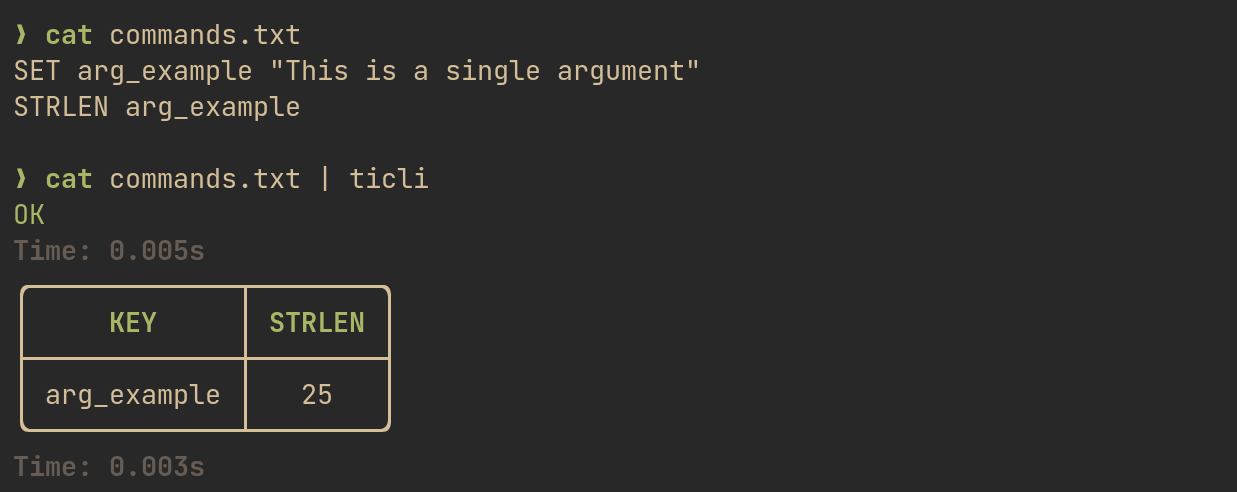 ❯ cat commands.txt
SET arg_example "This is a single argument"
STRLEN arg_example
❯ cat commands.txt | ticli
OK
Time: 0.005s
KEY STRLEN
arg_example 25
Time: 0.003s